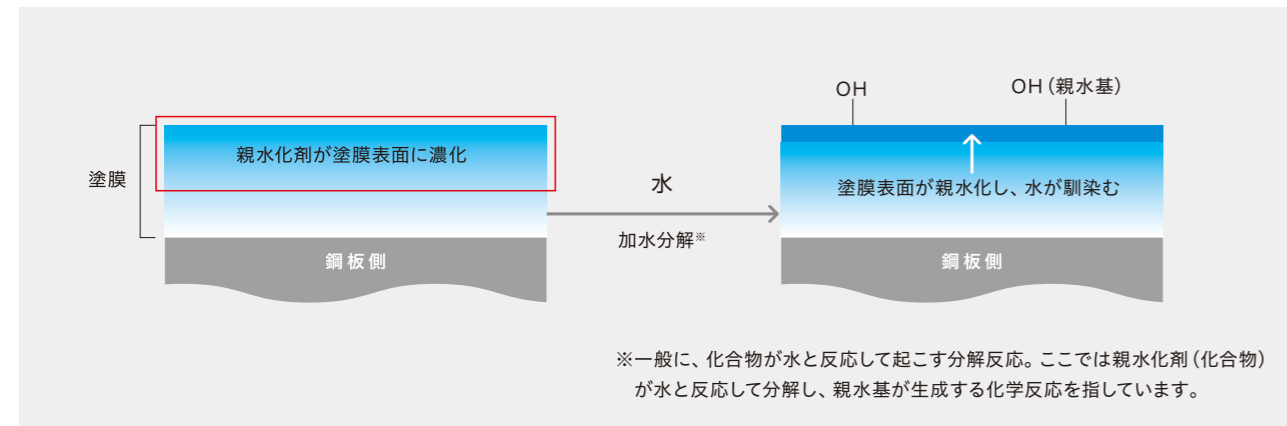 塗膜
親水化剤が塗膜表面に濃化
鋼板側
水
加水分解※
OH
OH(親水基)
塗膜表面が親水化し、水が馴染む
鋼板側
※一般に、化合物が水と反応して起こす分解反応。ここでは親水化剤(化合物)
が水と反応して分解し、親水基が生成する化学反応を指しています。